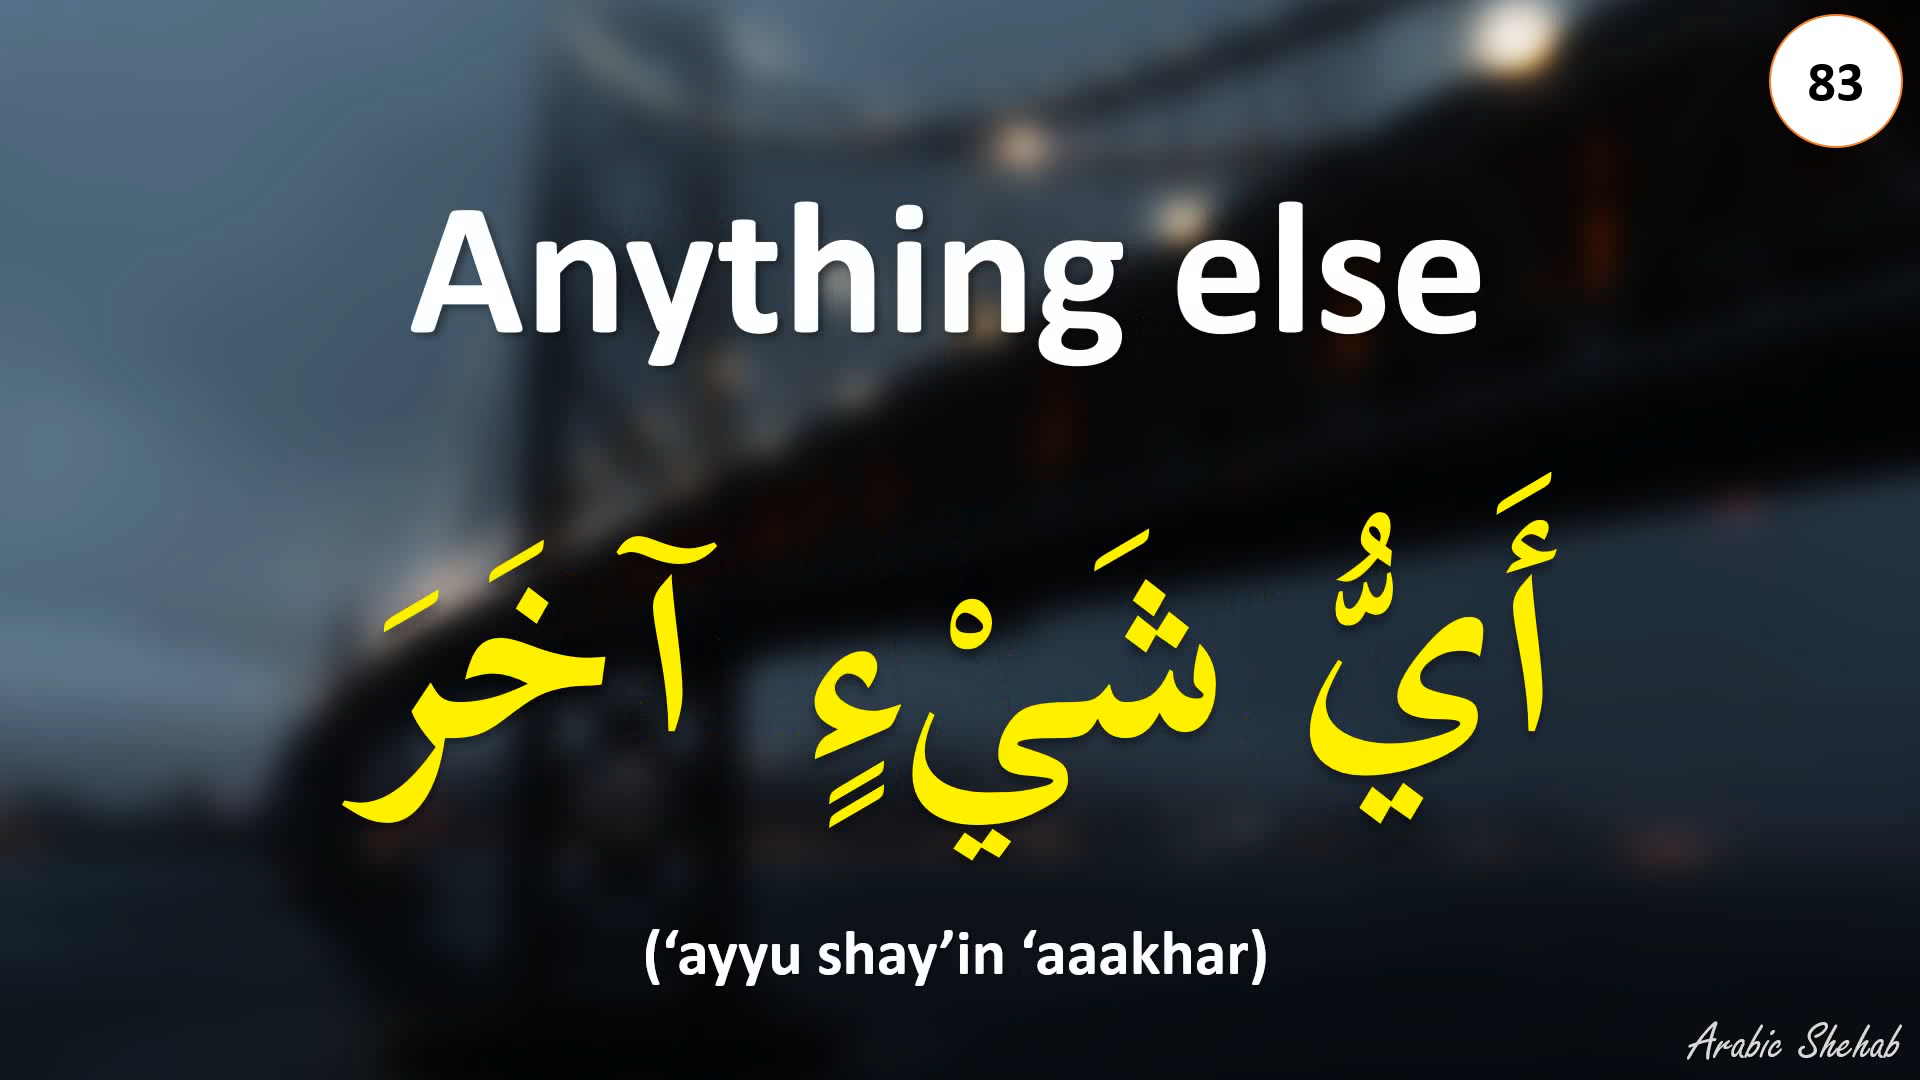 83
Anything else
أَيُّ شَيْءٍ آخَرَ
(‘ayyu shay’in ‘aaakhar)
Arabic Shehab